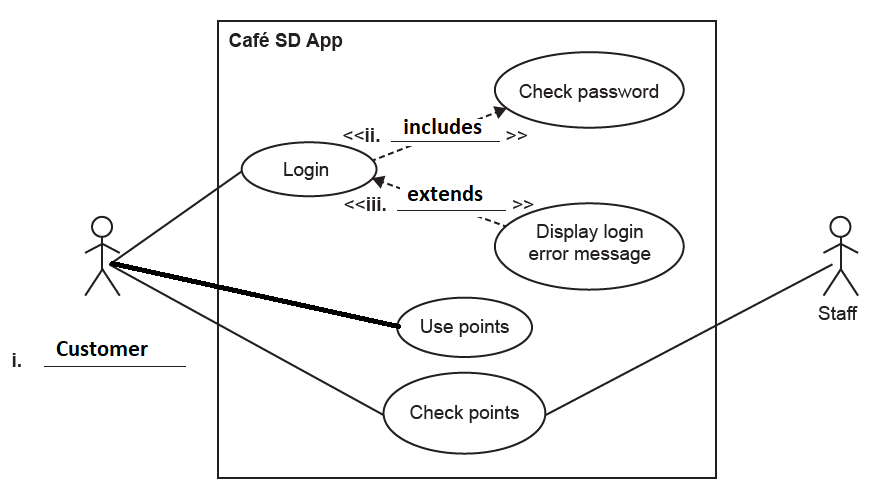 Café SD App
Check password
<<ii. includes >>
Login
<<iii. extends >>
Display login
error message
Staff
Use points
i. Customer
Check points